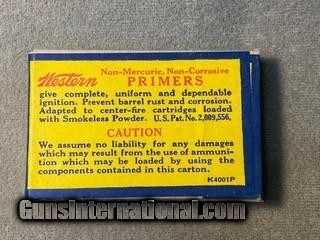 Western
Non-Mercuric, Non-Corrosive
PRIMERS
give complete, uniform and dependable
ignition. Prevent barrel rust and corrosion.
Adapted to center-fire cartridges loaded
with Smokeless Powder. U.S. Pat. No. 2,009,556,
CAUTION
We assume no liability for any damages
which may result from the use of ammuni-
tion which may be loaded by using the
components contained in this carton.
K4001P
GunsInternational.com